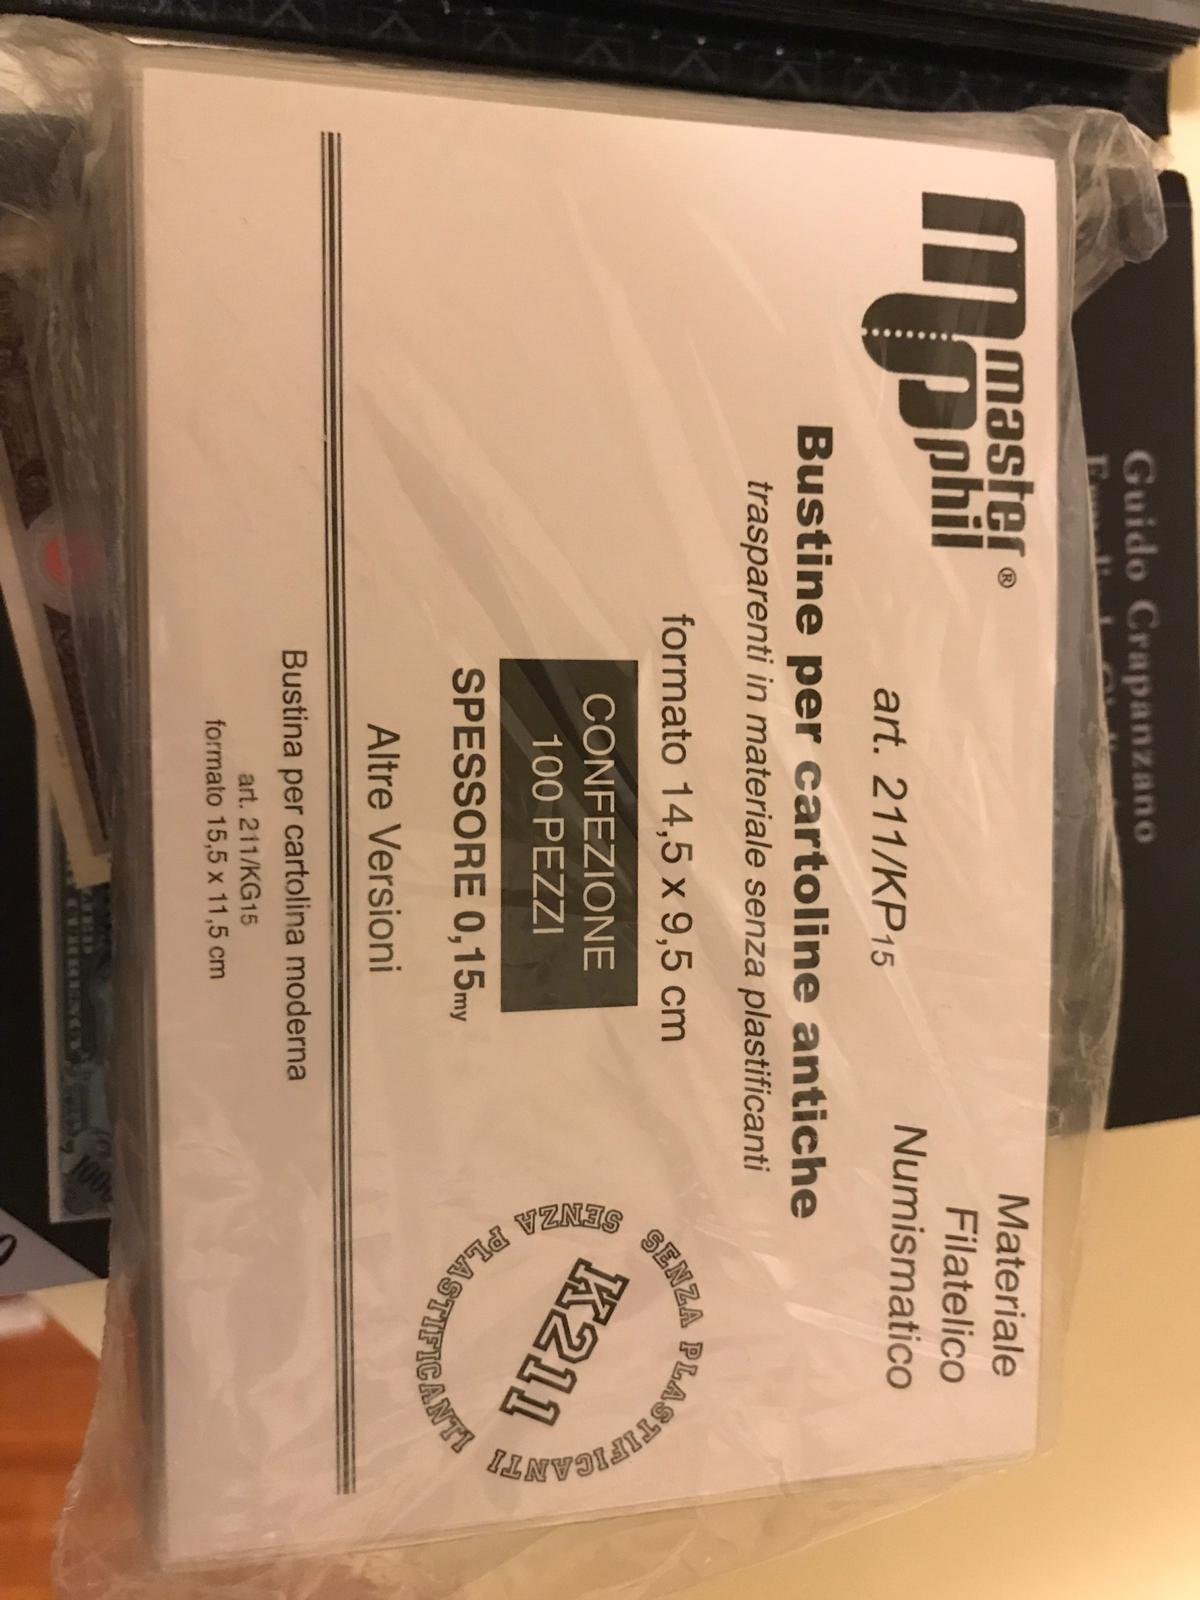 master
phil ®
Materiale
Filatelico
Numismatico
art. 211/KP15
Bustine per cartoline antiche
trasparenti in materiale senza plastificanti
formato 14,5 x 9,5 cm
CONFEZIONE
100 PEZZI
SPESSORE 0,15my
SENZA PLASTIFICANTI
SENZA PLASTIFICANTI
K211
Altre Versioni
Bustina per cartolina moderna
art. 211/KG15
formato 15,5 x 11,5 cm
Guido Crapanzano
1000